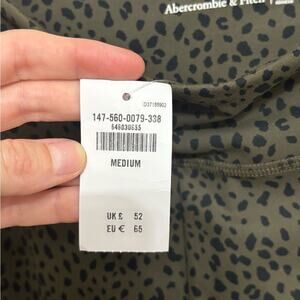 Abercrombie & Fitch
147-560-0079-338
MEDIUM
UK £ 52
EU € 65